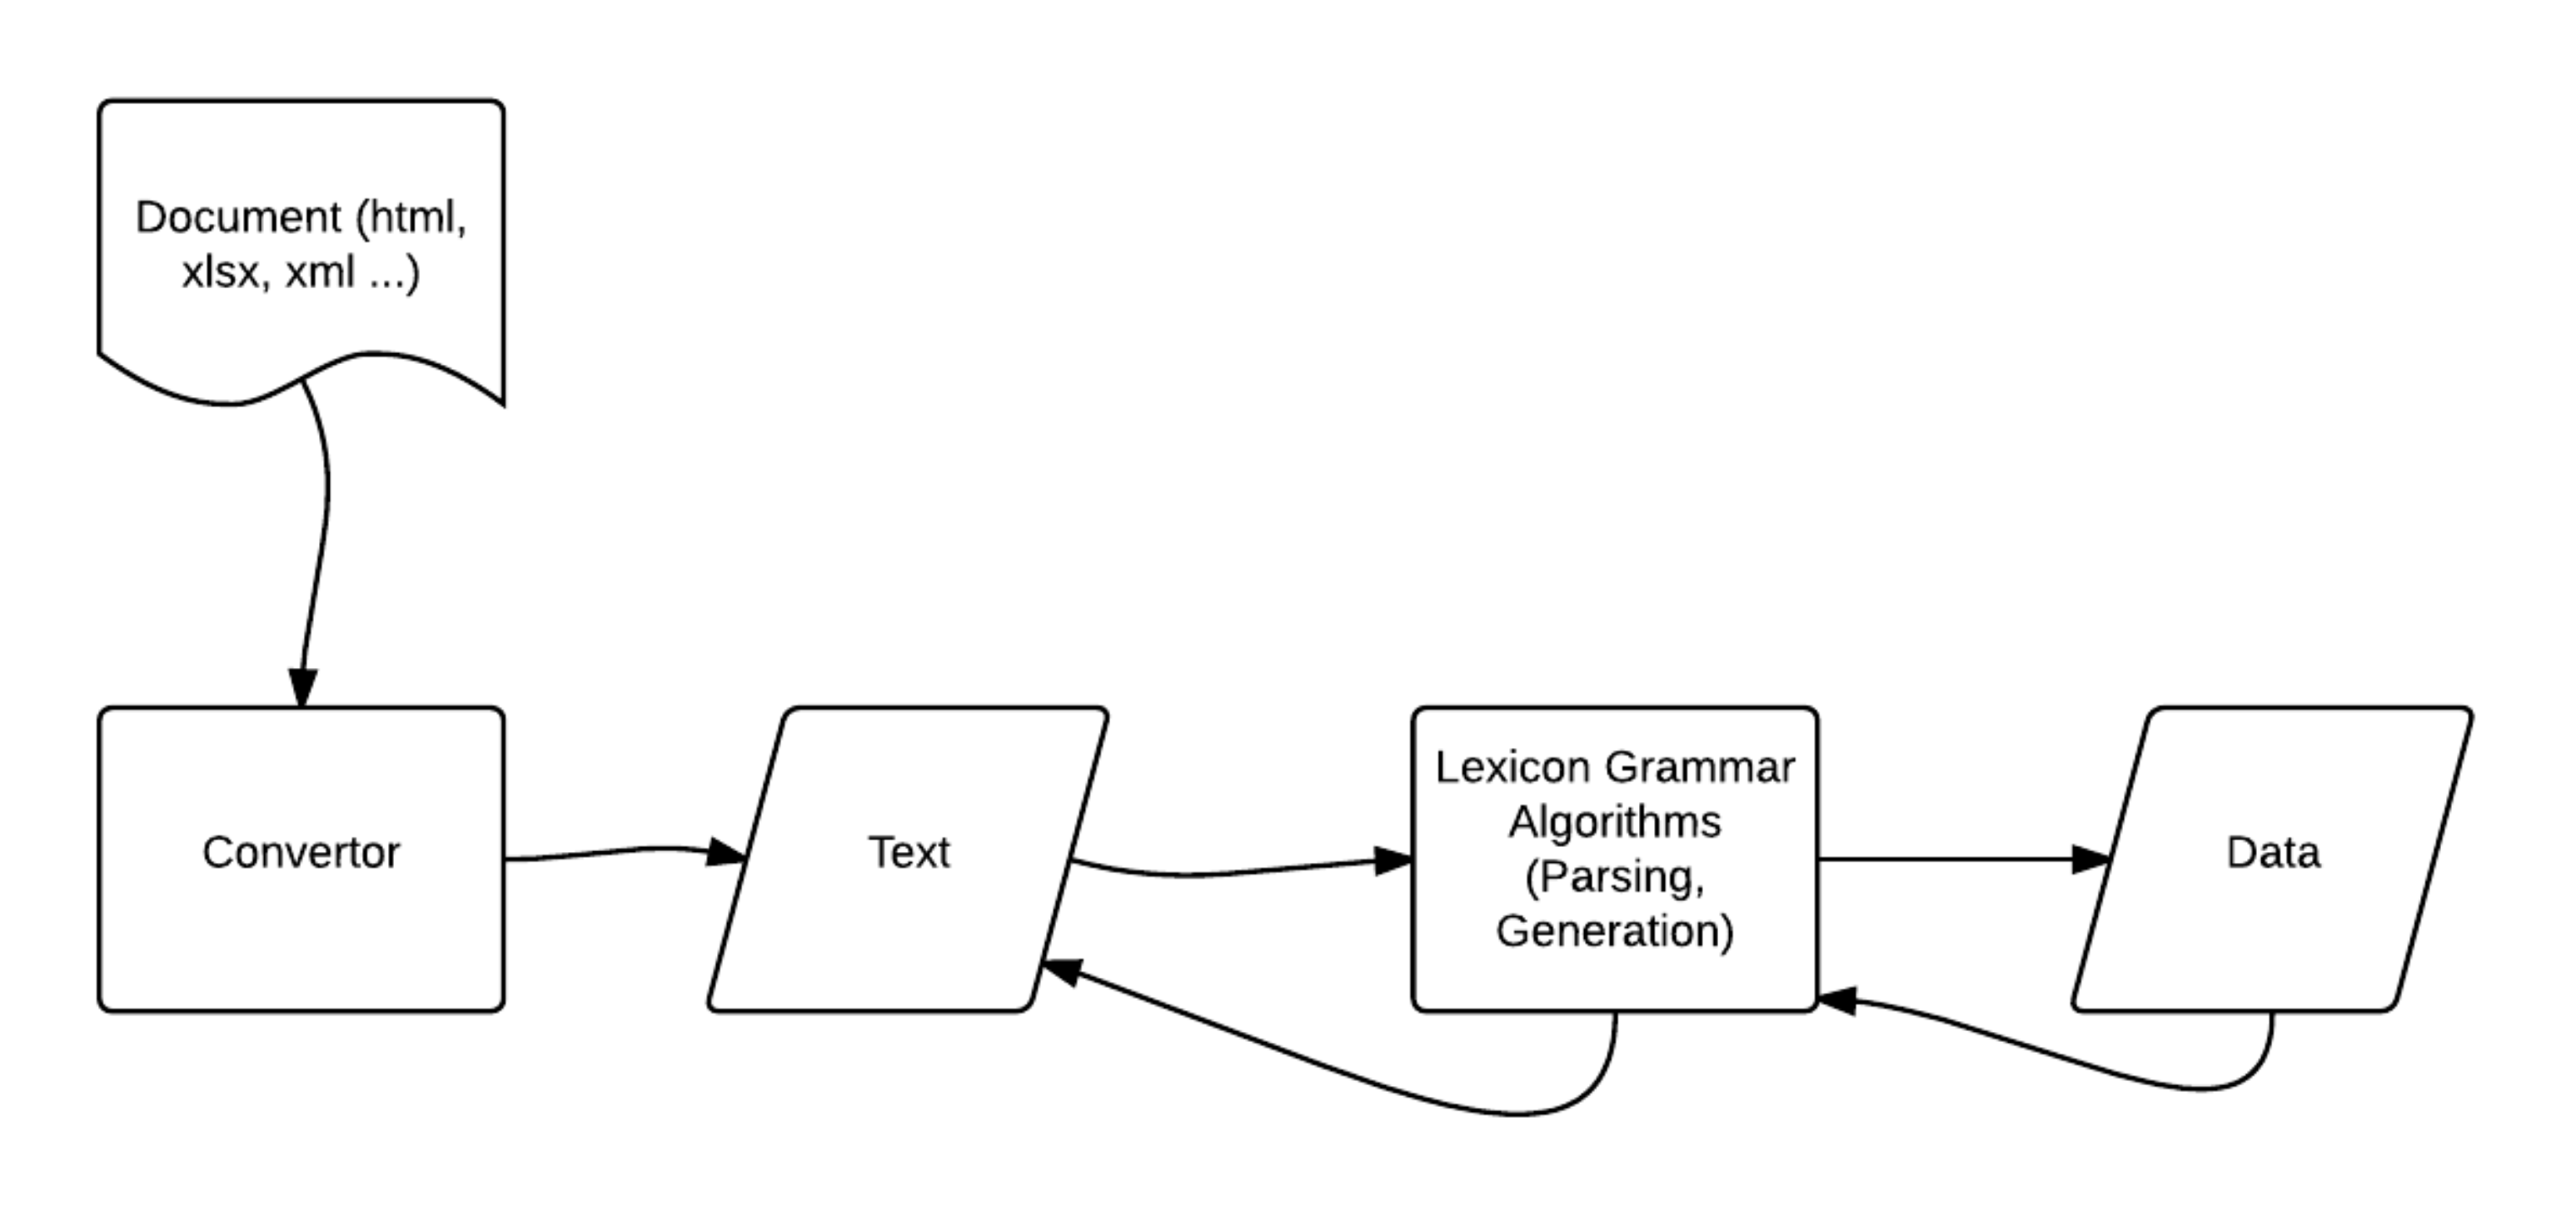 Document (html,
xlsx, xml ...)
Convertor
Text
Lexicon Grammar
Algorithms
(Parsing,
Generation)
Data